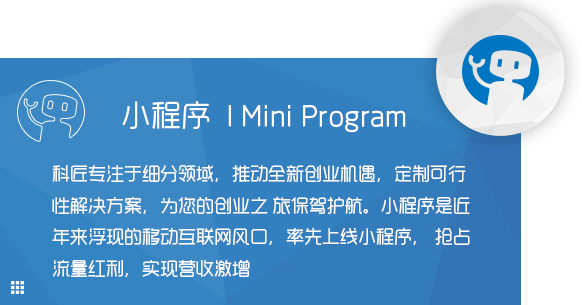 小程序 I Mini Program
科匠专注于细分领域，推动全新创业机遇，定制可行
性解决方案，为您的创业之 旅保驾护航。小程序是近
年来浮现的移动互联网风口，率先上线小程序， 抢占
流量红利，实现营收激增